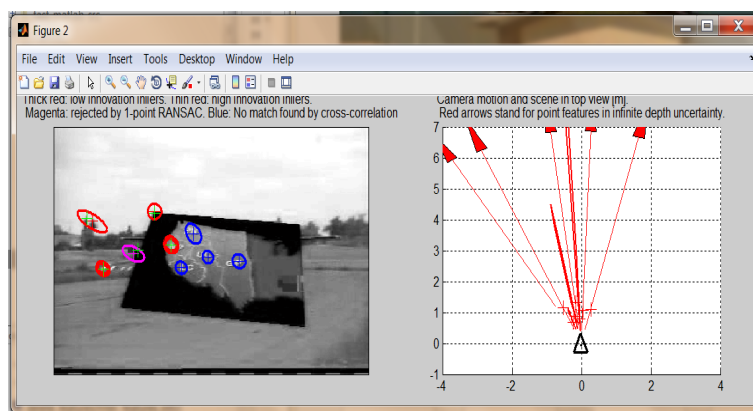 Figure 2
File Edit View Insert Tools Desktop Window Help
Thick red: low innovation inliers. Thin red: high innovation inliers.
Magenta: rejected by 1-point RANSAC. Blue: No match found by cross-correlation
Camera motion and scene in top view [m].
Red arrows stand for point features in infinite depth uncertainty.
7
6
5
4
3
2
1
0
-1
-4 -2 0 2 4